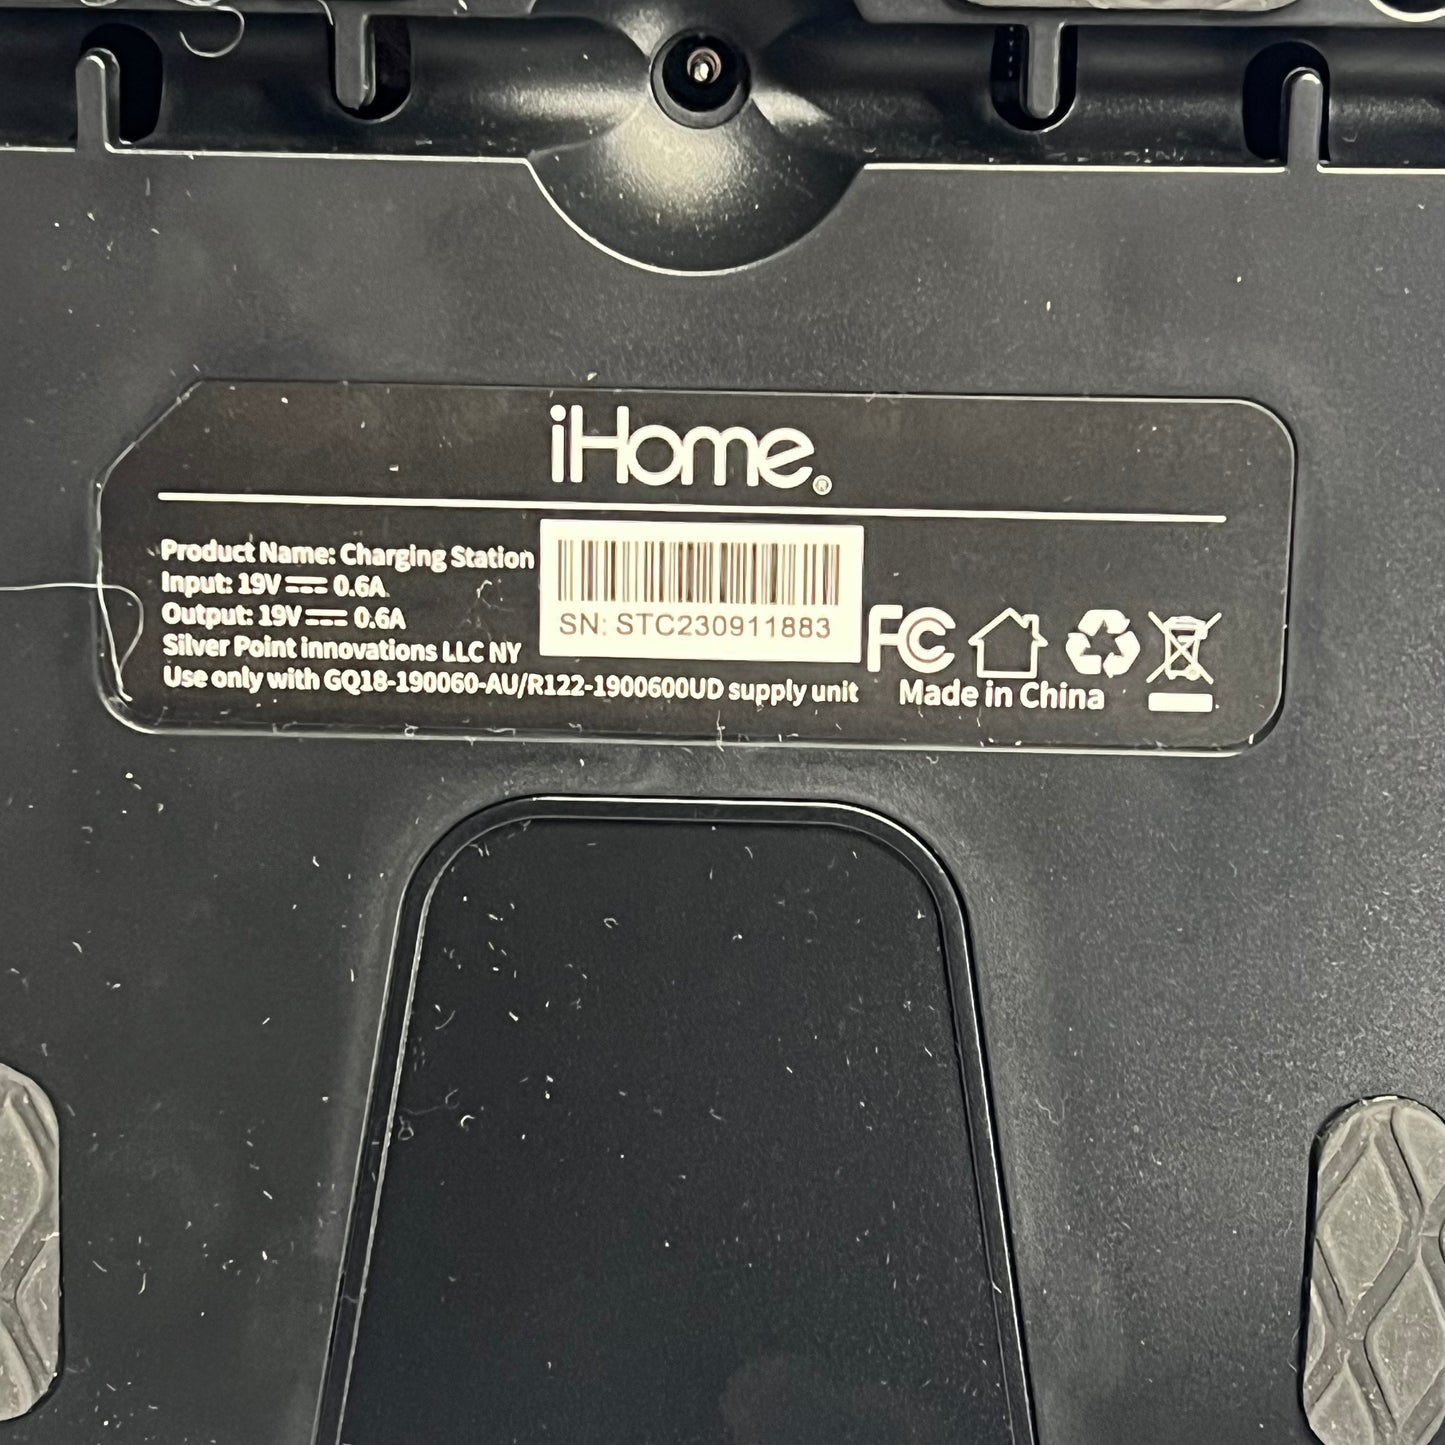 iHome®
Product Name: Charging Station
Input: 19V⎓0.6A
Output: 19V⎓0.6A
Silver Point innovations LLC NY
Use only with GQ18-190060-AU/R122-1900600UD supply unit
SN: STC230911883
FC
Made in China